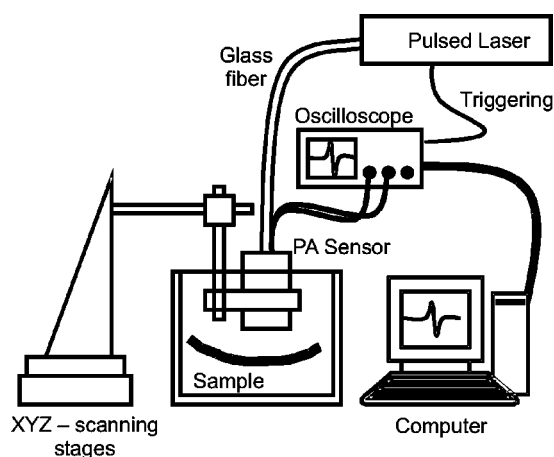 Pulsed Laser
Glass
fiber
Triggering
Oscilloscope
PA Sensor
Sample
XYZ – scanning
stages
Computer